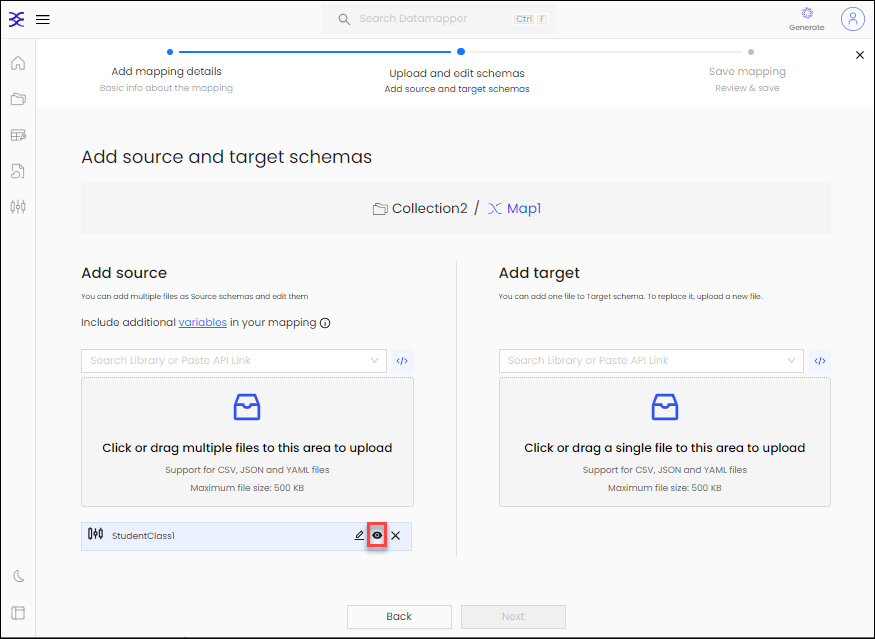 Search Datamapper Ctrl F
Generate
Add mapping details
Basic info about the mapping
Upload and edit schemas
Add source and target schemas
Save mapping
Review & save
Add source and target schemas
Collection2 / Map1
Add source
You can add multiple files as Source schemas and edit them
Include additional variables in your mapping
Search Library or Paste API Link </>
Click or drag multiple files to this area to upload
Support for CSV, JSON and YAML files
Maximum file size: 500 KB
StudentClass1
Add target
You can add one file to Target schema. To replace it, upload a new file.
Search Library or Paste API Link </>
Click or drag a single file to this area to upload
Support for CSV, JSON and YAML files
Maximum file size: 500 KB
Back
Next